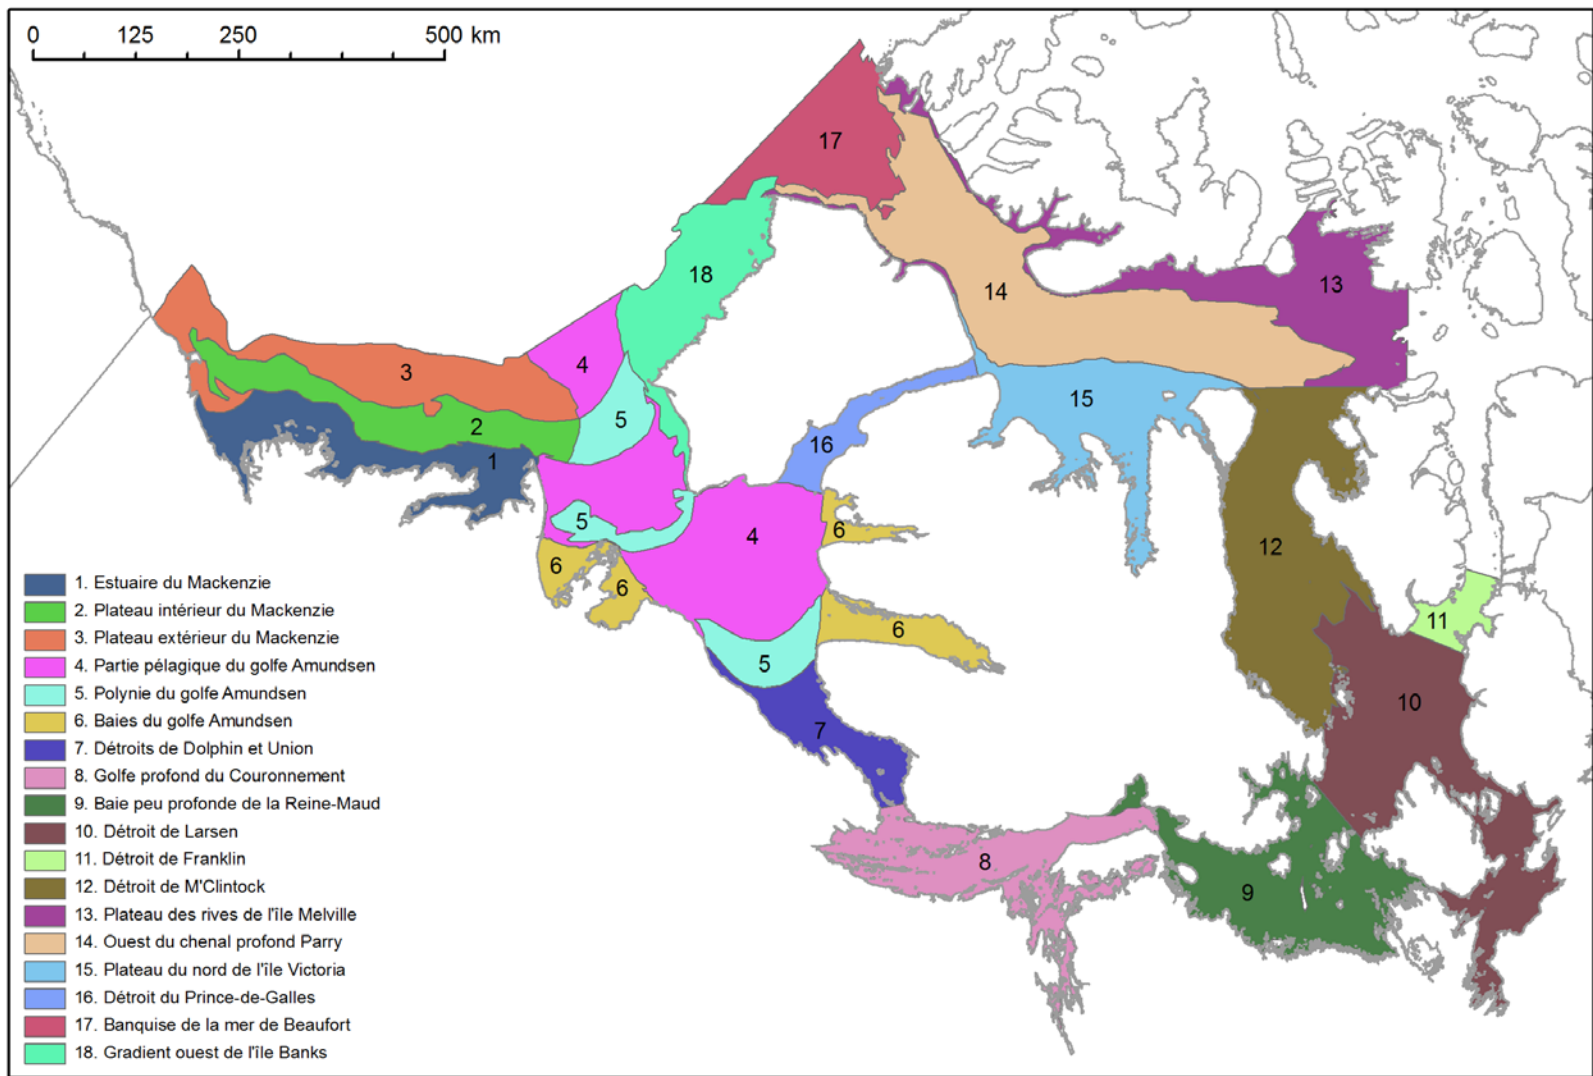 0 125 250 500 km
17
18
14
13
4
3
5
2
15
16
1
5
4
6
12
6
6
6
11
5
10
7
8
9
1. Estuaire du Mackenzie
2. Plateau intérieur du Mackenzie
3. Plateau extérieur du Mackenzie
4. Partie pélagique du golfe Amundsen
5. Polynie du golfe Amundsen
6. Baies du golfe Amundsen
7. Détroits de Dolphin et Union
8. Golfe profond du Couronnement
9. Baie peu profonde de la Reine-Maud
10. Détroit de Larsen
11. Détroit de Franklin
12. Détroit de M'Clintock
13. Plateau des rives de l'île Melville
14. Ouest du chenal profond Parry
15. Plateau du nord de l'île Victoria
16. Détroit du Prince-de-Galles
17. Banquise de la mer de Beaufort
18. Gradient ouest de l'île Banks